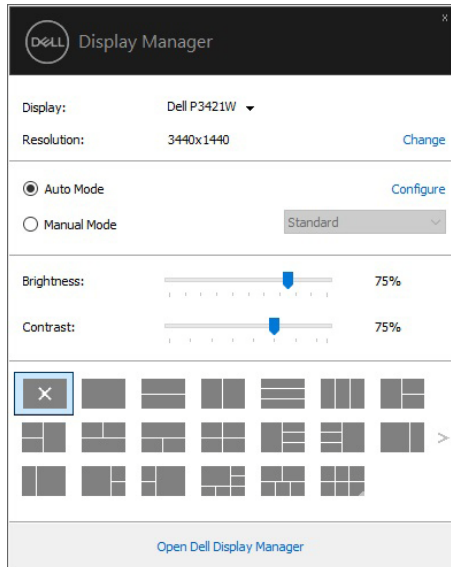 x
DELL Display Manager
Display: Dell P3421W
Resolution: 3440x1440 Change
Auto Mode Configure
Manual Mode Standard
Brightness: 75%
Contrast: 75%
Open Dell Display Manager